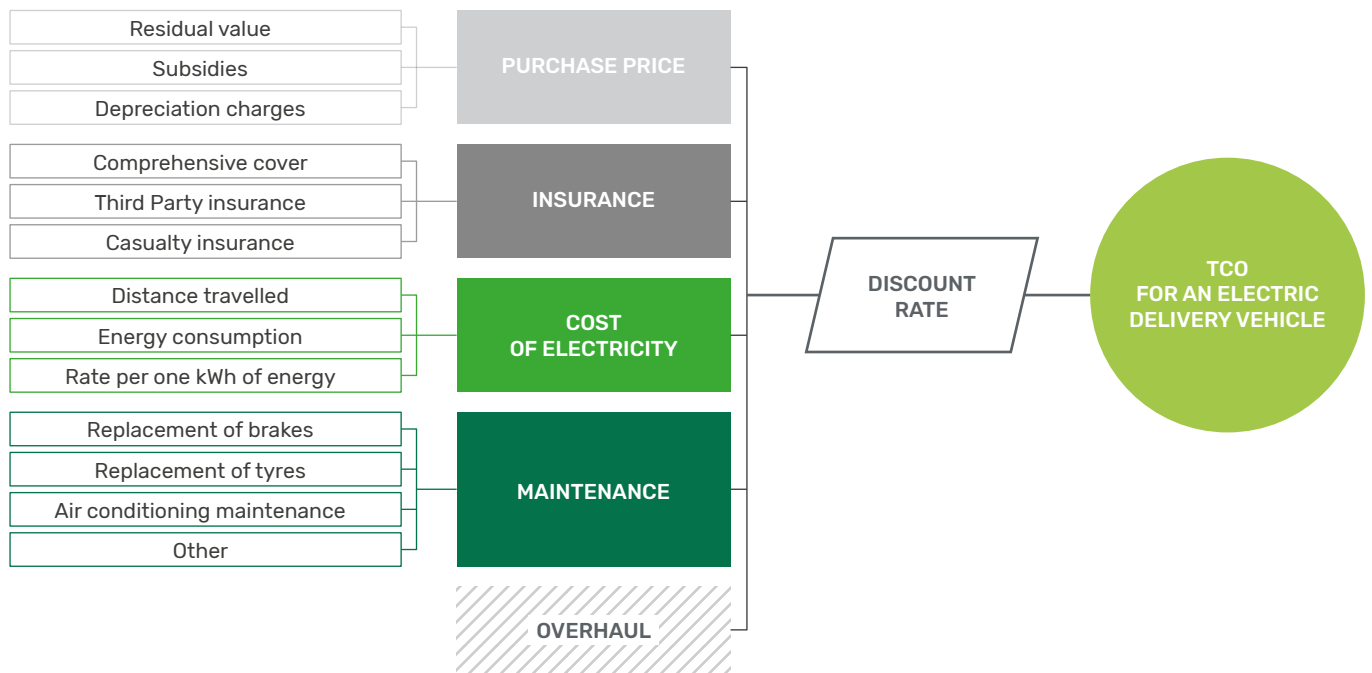 Residual value
Subsidies
Depreciation charges
PURCHASE PRICE
Comprehensive cover
Third Party insurance
Casualty insurance
INSURANCE
Distance travelled
Energy consumption
Rate per one kWh of energy
COST
OF ELECTRICITY
Replacement of brakes
Replacement of tyres
Air conditioning maintenance
Other
MAINTENANCE
OVERHAUL
DISCOUNT
RATE
TCO
FOR AN ELECTRIC
DELIVERY VEHICLE